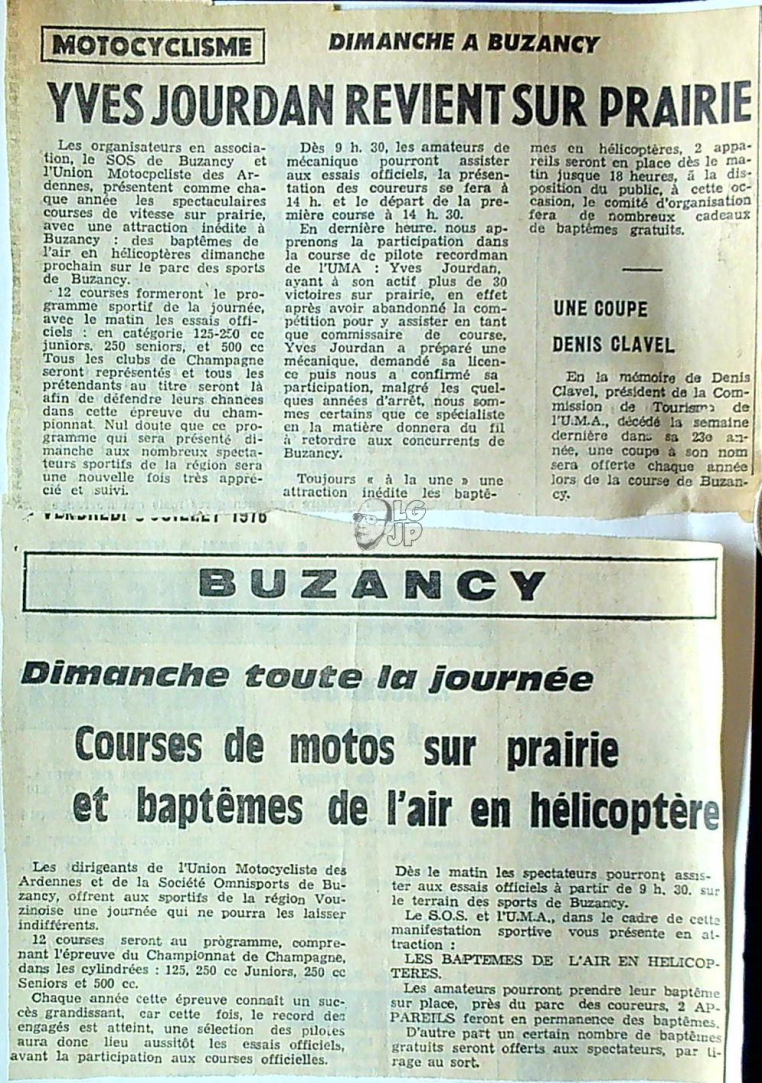 MOTOCYCLISME
DIMANCHE A BUZANCY
YVES JOURDAN REVIENT SUR PRAIRIE
Les organisateurs en associa-
tion, le SOS de Buzancy et
l'Union Motocpcliste des Ar-
dennes, présentent comme cha-
que année les spectaculaires
courses de vitesse sur prairie,
avec une attraction inédite à
Buzancy : des baptêmes de
l'air en hélicoptères dimanche
prochain sur le parc des sports
de Buzancy.
12 courses formeront le pro-
gramme sportif de la journée,
avec le matin les essais offi-
ciels : en catégorie 125-250 cc
juniors, 250 seniors, et 500 cc
Tous les clubs de Champagne
seront représentés et tous les
prétendants au titre seront là
afin de défendre leurs chances
dans cette épreuve du cham-
pionnat. Nul doute que ce pro-
gramme qui sera présenté di-
manche aux nombreux specta-
teurs sportifs de la région sera
une nouvelle fois très appré-
cié et suivi.
Dès 9 h. 30, les amateurs de
mécanique pourront assister
aux essais officiels, la présen-
tation des coureurs se fera à
14 h. et le départ de la pre-
mière course à 14 h. 30.
En dernière heure. nous ap-
prenons la participation dans
la course de pilote recordman
de l'UMA : Yves Jourdan,
ayant à son actif plus de 30
victoires sur prairie, en effet
après avoir abandonné la com-
pétition pour y assister en tant
que commissaire de course,
Yves Jourdan a préparé une
mécanique, demandé sa licen-
ce puis nous a confirmé sa
participation, malgré les quel-
ques années d'arrêt, nous som-
mes certains que ce spécialiste
en la matière donnera du fil
à retordre aux concurrents de
Buzancy.
Toujours « à la une » une
attraction inédite les baptê-
mes en hélicoptères, 2 appa-
reils seront en place dès le ma-
tin jusque 18 heures, à la dis-
position du public, à cette oc-
casion, le comité d'organisation
fera de nombreux cadeaux
de baptêmes gratuits.
UNE COUPE
DENIS CLAVEL
En la mémoire de Denis
Clavel, président de la Com-
mission de Tourisme de
l'U.M.A., décédé la semaine
dernière dans sa 23e an-
née, une coupe à son nom
sera offerte chaque année
lors de la course de Buzan-
cy.
LG
JP
VENDREDI JUILLET 1976
BUZANCY
Dimanche toute la journée
Courses de motos sur prairie
et baptêmes de l'air en hélicoptère
Les dirigeants de l'Union Motocycliste des
Ardennes et de la Société Omnisports de Bu-
zancy, offrent aux sportifs de la région Vou-
zinoise une journée qui ne pourra les laisser
indifférents.
12 courses seront au programme, compre-
nant l'épreuve du Championnat de Champagne,
dans les cylindrées : 125, 250 cc Juniors, 250 cc
Seniors et 500 cc.
Chaque année cette épreuve connaît un suc-
cès grandissant, car cette fois, le record des
engagés est atteint, une sélection des pilotes
aura donc lieu aussitôt les essais officiels,
avant la participation aux courses officielles.
Dès le matin les spectateurs pourront assis-
ter aux essais officiels à partir de 9 h. 30. sur
le terrain des sports de Buzancy.
Le S.O.S. et l'U.M.A., dans le cadre de cette
manifestation sportive vous présente en at-
traction :
LES BAPTEMES DE L'AIR EN HELICOP-
TERES.
Les amateurs pourront prendre leur baptême
sur place, près du parc des coureurs, 2 AP-
PAREILS feront en permanence des baptêmes.
D'autre part un certain nombre de baptêmes
gratuits seront offerts aux spectateurs, par ti-
rage au sort.